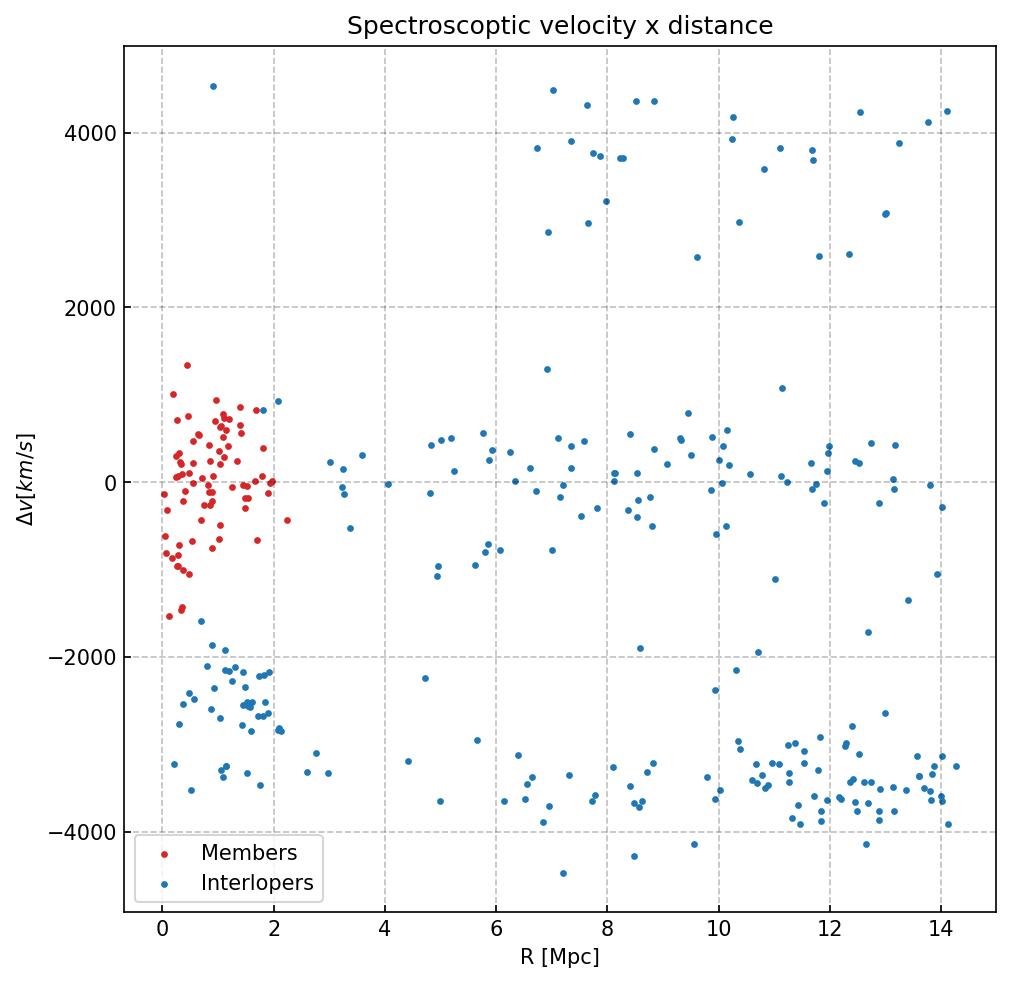 Spectroscoptic velocity x distance
Δv[km/s]
4000
2000
0
−2000
−4000
Members
Interlopers
0 2 4 6 8 10 12 14
R [Mpc]